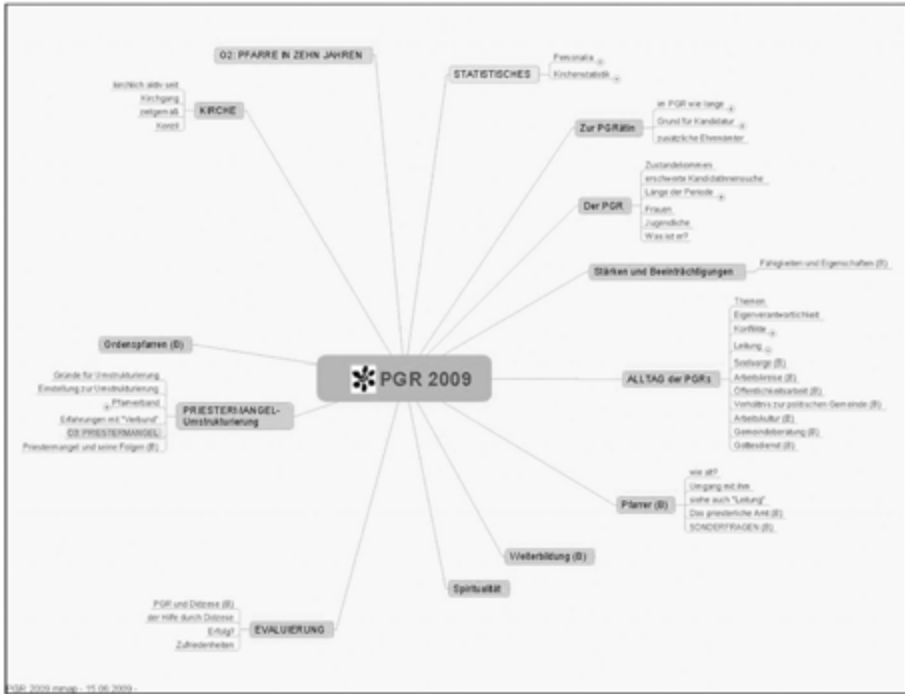 O2: PFARRE IN ZEHN JAHREN
STATISTISCHES
Personalia
Kirchenstatistik
kirchlich aktiv seit
Kirchgang
zeitgemäß
Konzil
KIRCHE
Zur PGRätin
im PGR wie lange
Grund für Kandidatur
zusätzliche Ehrenämter
Der PGR
Zustandekommen
erschwerte KandidatInnensuche
Länge der Periode
Frauen
Jugendliche
Was ist er?
Stärken und Beeinträchtigungen
Fähigkeiten und Eigenschaften (B)
Ordenspfarren (B)
PGR 2009
ALLTAG der PGRs
Themen
Eigenverantwortlichkeit
Konflikte
Leitung
Seelsorge (B)
Arbeitskreise (B)
Öffentlichkeitsarbeit (B)
Verhältnis zur politischen Gemeinde (B)
Arbeitskultur (B)
Gemeindeberatung (B)
Gottesdienst (B)
Gründe für Umstrukturierung
Einstellung zur Umstrukturierung
Pfarrverband
Erfahrungen mit "Verbund"
O3: PRIESTERMANGEL
Priestermangel und seine Folgen (B)
PRIESTERMANGEL-
Umstrukturierung
Pfarrer (B)
wie alt?
Umgang mit ihm
siehe auch "Leitung"
Das priesterliche Amt (B)
SONDERFRAGEN (B)
Weiterbildung (B)
Spiritualität
PGR und Diözese (B)
der Hilfe durch Diözese
Erfolg?
Zufriedenheiten
EVALUIERUNG
PGR 2009.mmap - 15.06.2009 -